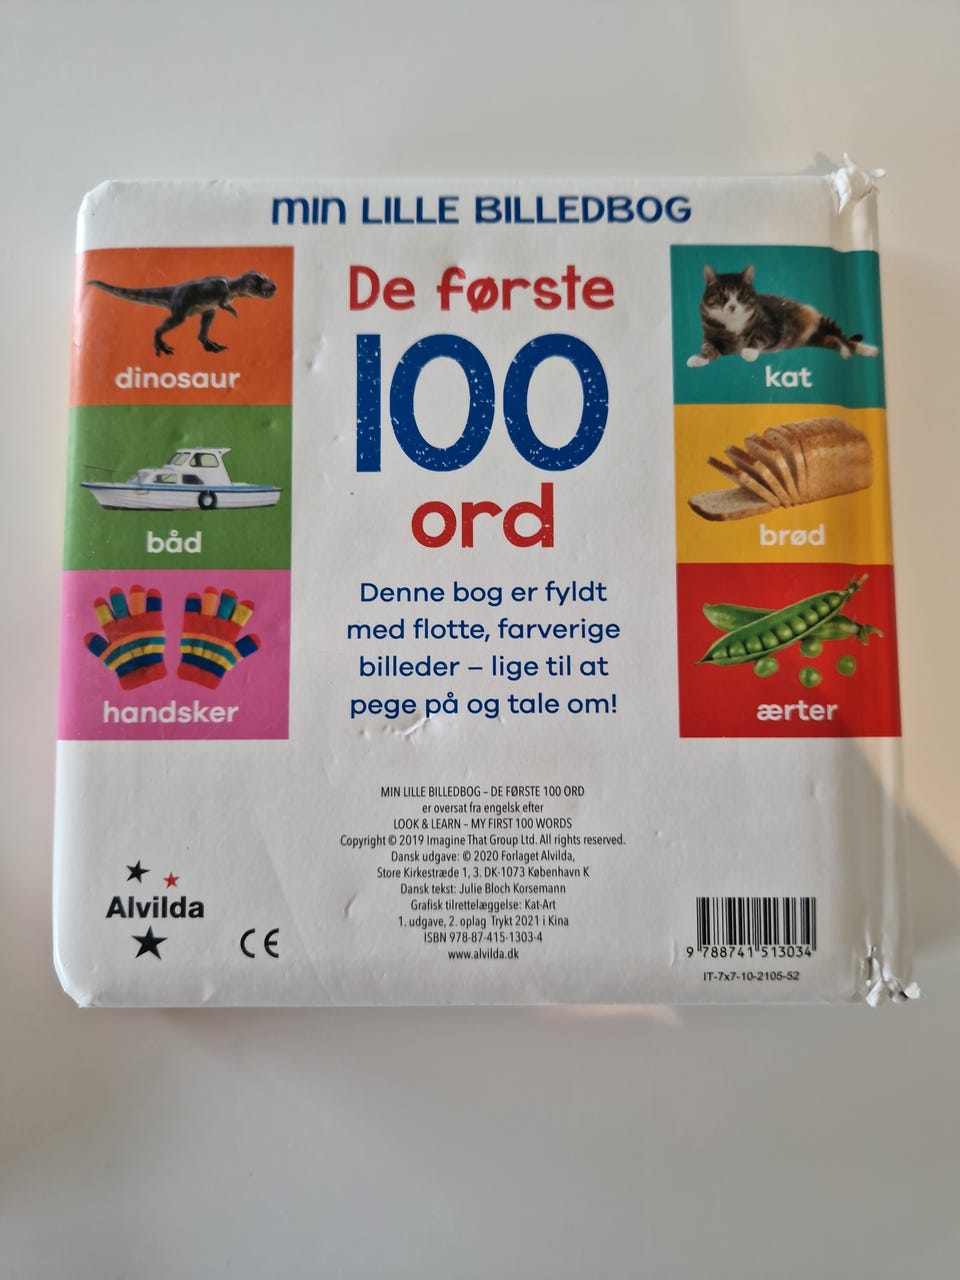 MIN LILLE BILLEDBOG
dinosaur
båd
handsker
De første
100
ord
Denne bog er fyldt
med flotte, farverige
billeder – lige til at
pege på og tale om!
kat
brød
ærter
MIN LILLE BILLEDBOG – DE FØRSTE 100 ORD
er oversat fra engelsk efter
LOOK & LEARN – MY FIRST 100 WORDS
Copyright © 2019 Imagine That Group Ltd. All rights reserved.
Dansk udgave: © 2020 Forlaget Alvilda,
Store Kirkestræde 1, 3. DK-1073 København K
Dansk tekst: Julie Bloch Korsemann
Grafisk tilrettelæggelse: Kat-Art
1. udgave, 2. oplag Trykt 2021 i Kina
ISBN 978-87-415-1303-4
www.alvilda.dk
Alvilda
CE
9 788741 513034
IT-7x7-10-2105-52